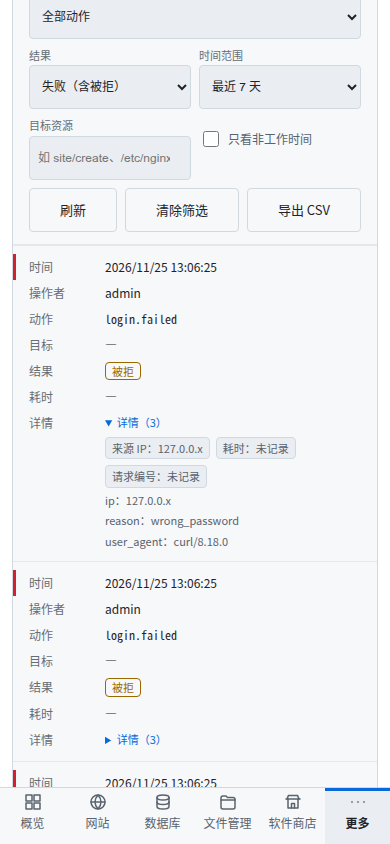 全部动作
结果
时间范围
失败（含被拒）
最近 7 天
目标资源
如 site/create、/etc/nginx
只看非工作时间
刷新
清除筛选
导出 CSV
时间 2026/11/25 13:06:25
操作者 admin
动作 login.failed
目标 —
结果 被拒
耗时 —
详情 ▼ 详情（3）
来源 IP：127.0.0.x
耗时：未记录
请求编号：未记录
ip：127.0.0.x
reason：wrong_password
user_agent：curl/8.18.0
时间 2026/11/25 13:06:25
操作者 admin
动作 login.failed
目标 —
结果 被拒
耗时 —
详情 ▶ 详情（3）
时间 2026/11/25 13:06:25
概览
网站
数据库
文件管理
软件商店
更多